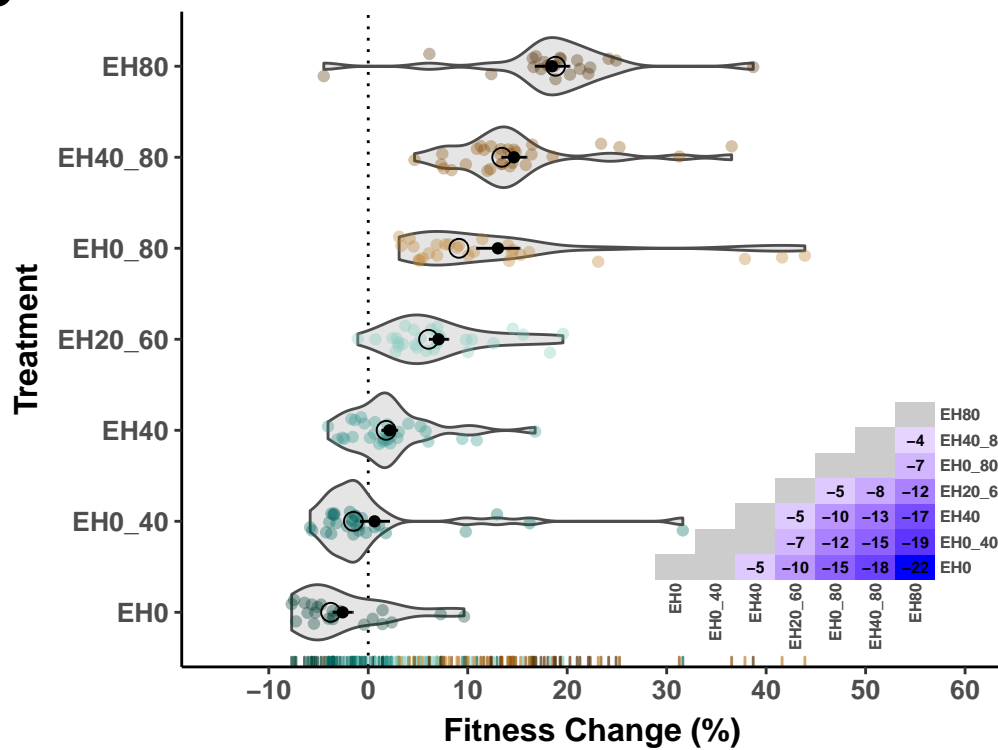 EH80
EH40_80
EH0_80
EH20_60
EH40
EH0_40
EH0
Treatment
−10 0 10 20 30 40 50 60
Fitness Change (%)
EH80
−4 EH40_8
−7 EH0_80
−5 −8 −12 EH20_6
−5 −10 −13 −17 EH40
−7 −12 −15 −19 EH0_40
−5 −10 −15 −18 −22 EH0
EH0 EH0_40 EH40 EH20_60 EH0_80 EH40_80 EH80